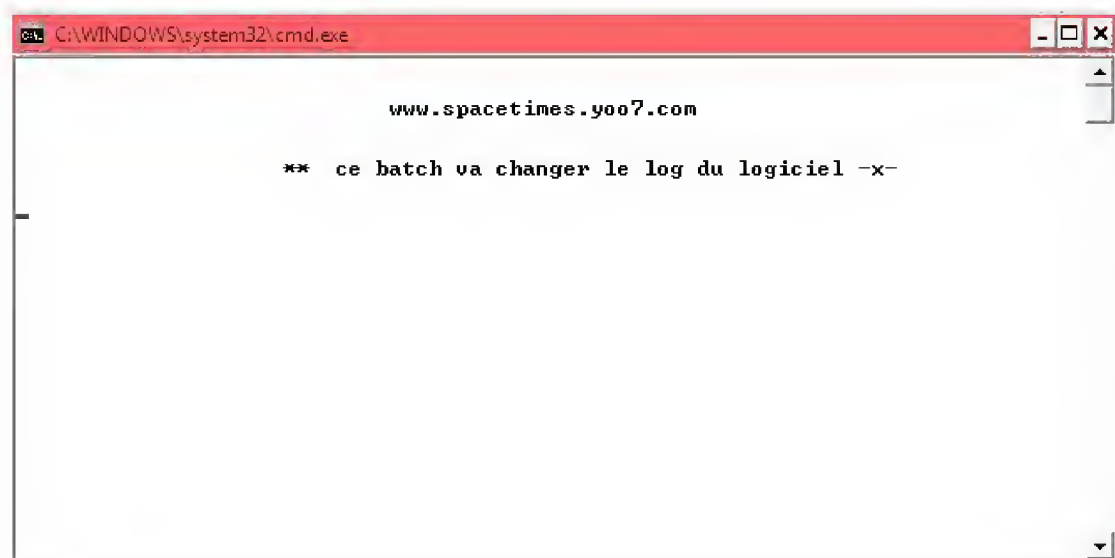 C:\WINDOWS\system32\cmd.exe
www.spacetimes.yoo7.com
** ce batch va changer le log du logiciel -x-